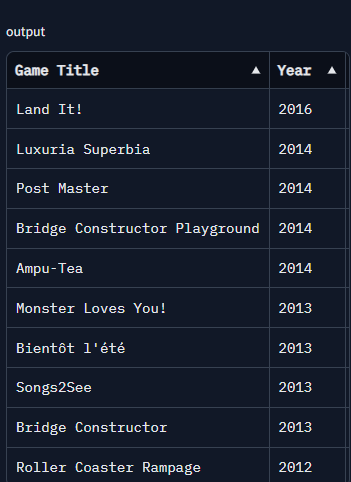 output
Game Title ▲ Year ▲
Land It! 2016
Luxuria Superbia 2014
Post Master 2014
Bridge Constructor Playground 2014
Ampu-Tea 2014
Monster Loves You! 2013
Bientôt l'été 2013
Songs2See 2013
Bridge Constructor 2013
Roller Coaster Rampage 2012